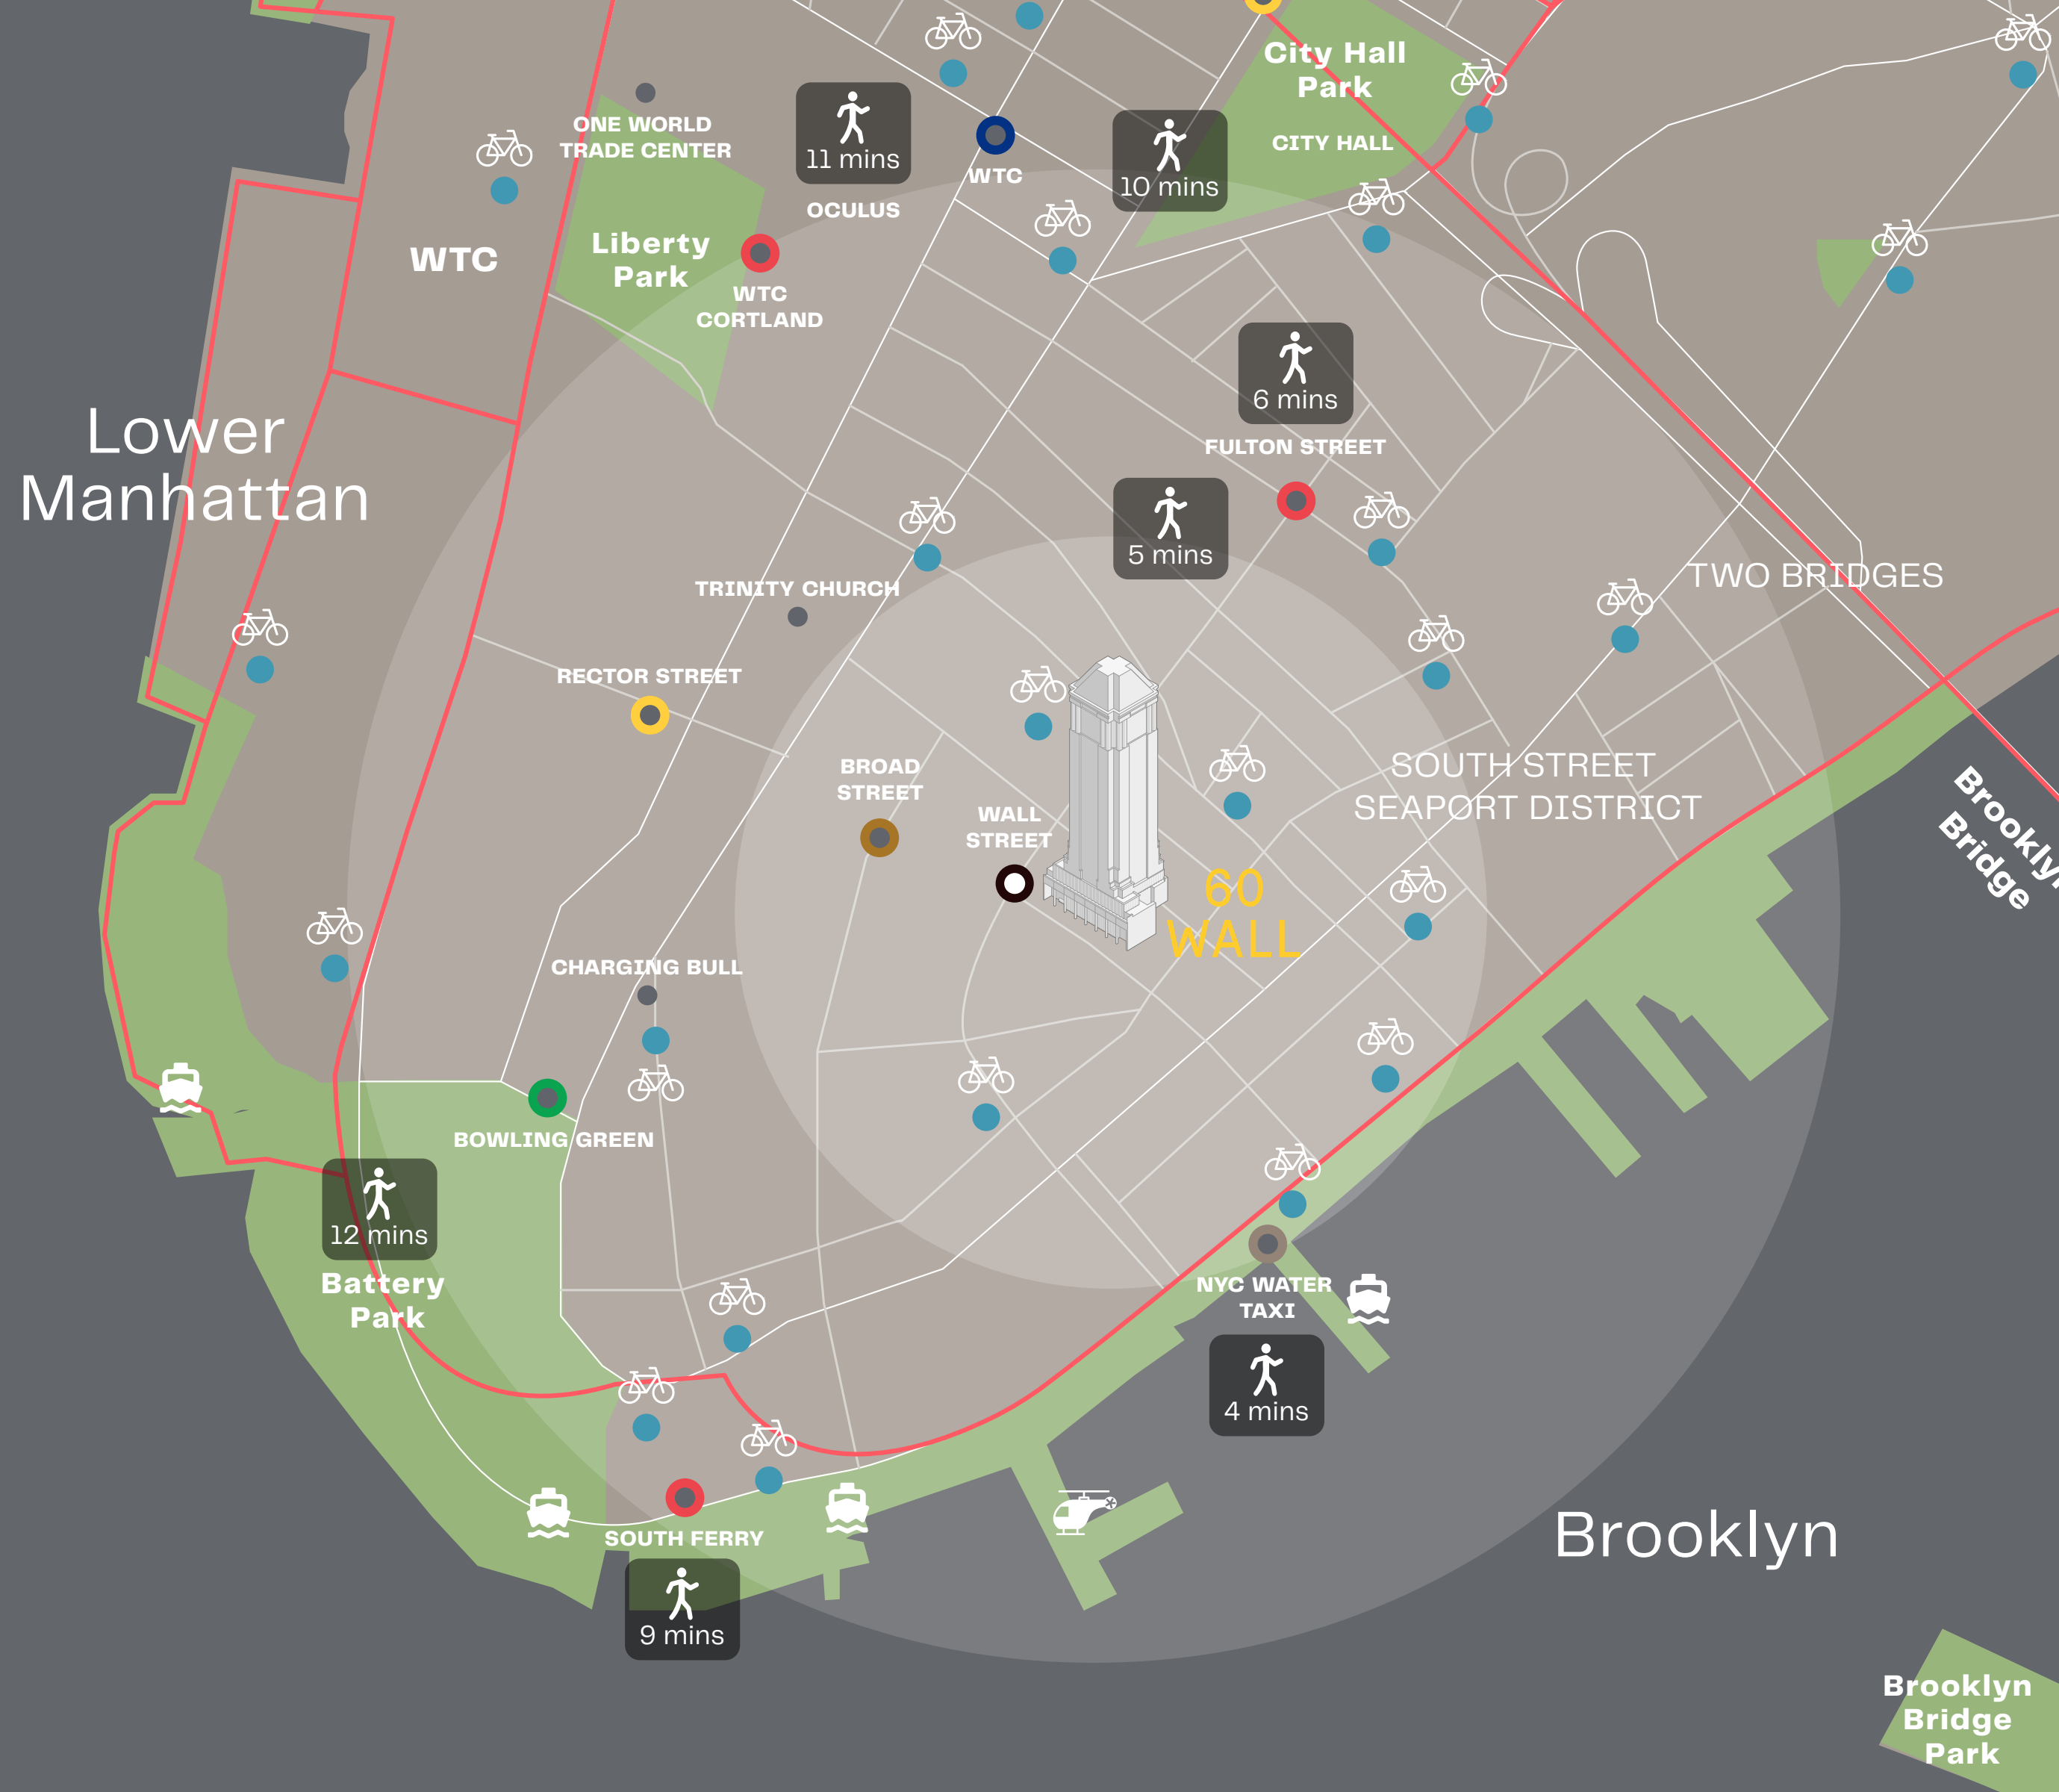 City Hall
Park
CITY HALL
ONE WORLD
TRADE CENTER
11 mins
OCULUS
WTC
10 mins
WTC
Liberty
Park
WTC
CORTLAND
6 mins
FULTON STREET
Lower
Manhattan
5 mins
TWO BRIDGES
TRINITY CHURCH
RECTOR STREET
BROAD
STREET
WALL
STREET
SOUTH STREET
SEAPORT DISTRICT
60
WALL
Brooklyn
Bridge
CHARGING BULL
BOWLING GREEN
12 mins
Battery
Park
NYC WATER
TAXI
4 mins
SOUTH FERRY
9 mins
Brooklyn
Brooklyn
Bridge
Park